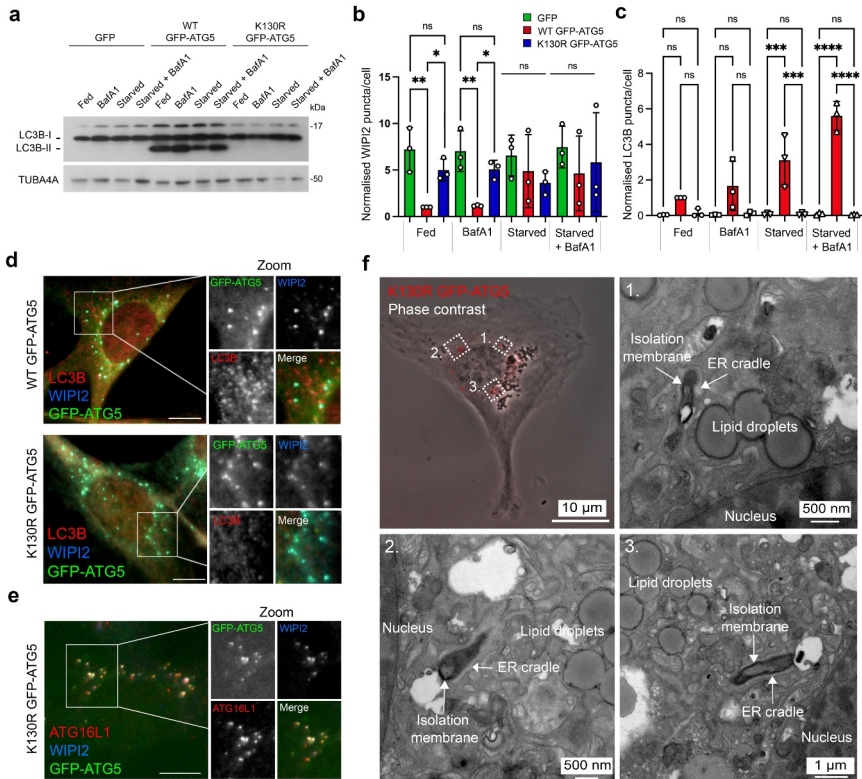 a
GFP
WT
GFP-ATG5
K130R
GFP-ATG5
Fed
BafA1
Starved
Starved + BafA1
Fed
BafA1
Starved
Starved + BafA1
Fed
BafA1
Starved
Starved + BafA1
kDa
-17
LC3B-I
LC3B-II
TUBA4A
-50
b
GFP
WT GFP-ATG5
K130R GFP-ATG5
Normalised WIPI2 puncta/cell
15
10
5
0
ns
**
*
ns
**
*
ns
ns
Fed
BafA1
Starved
Starved
+ BafA1
c
Normalised LC3B puncta/cell
8
6
4
2
0
ns
ns
ns
ns
ns
ns
ns
***
***
ns
****
****
Fed
BafA1
Starved
Starved
+ BafA1
d
Zoom
WT GFP-ATG5
LC3B
WIPI2
GFP-ATG5
GFP-ATG5
WIPI2
LC3B
Merge
K130R GFP-ATG5
LC3B
WIPI2
GFP-ATG5
GFP-ATG5
WIPI2
LC3B
Merge
e
Zoom
K130R GFP-ATG5
ATG16L1
WIPI2
GFP-ATG5
GFP-ATG5
WIPI2
ATG16L1
Merge
f
K130R GFP-ATG5
Phase contrast
1.
2.
3.
10 µm
1.
Isolation
membrane
ER cradle
Lipid droplets
Nucleus
500 nm
2.
Nucleus
Lipid droplets
ER cradle
Isolation
membrane
500 nm
3.
Lipid droplets
Isolation
membrane
ER cradle
Nucleus
1 µm